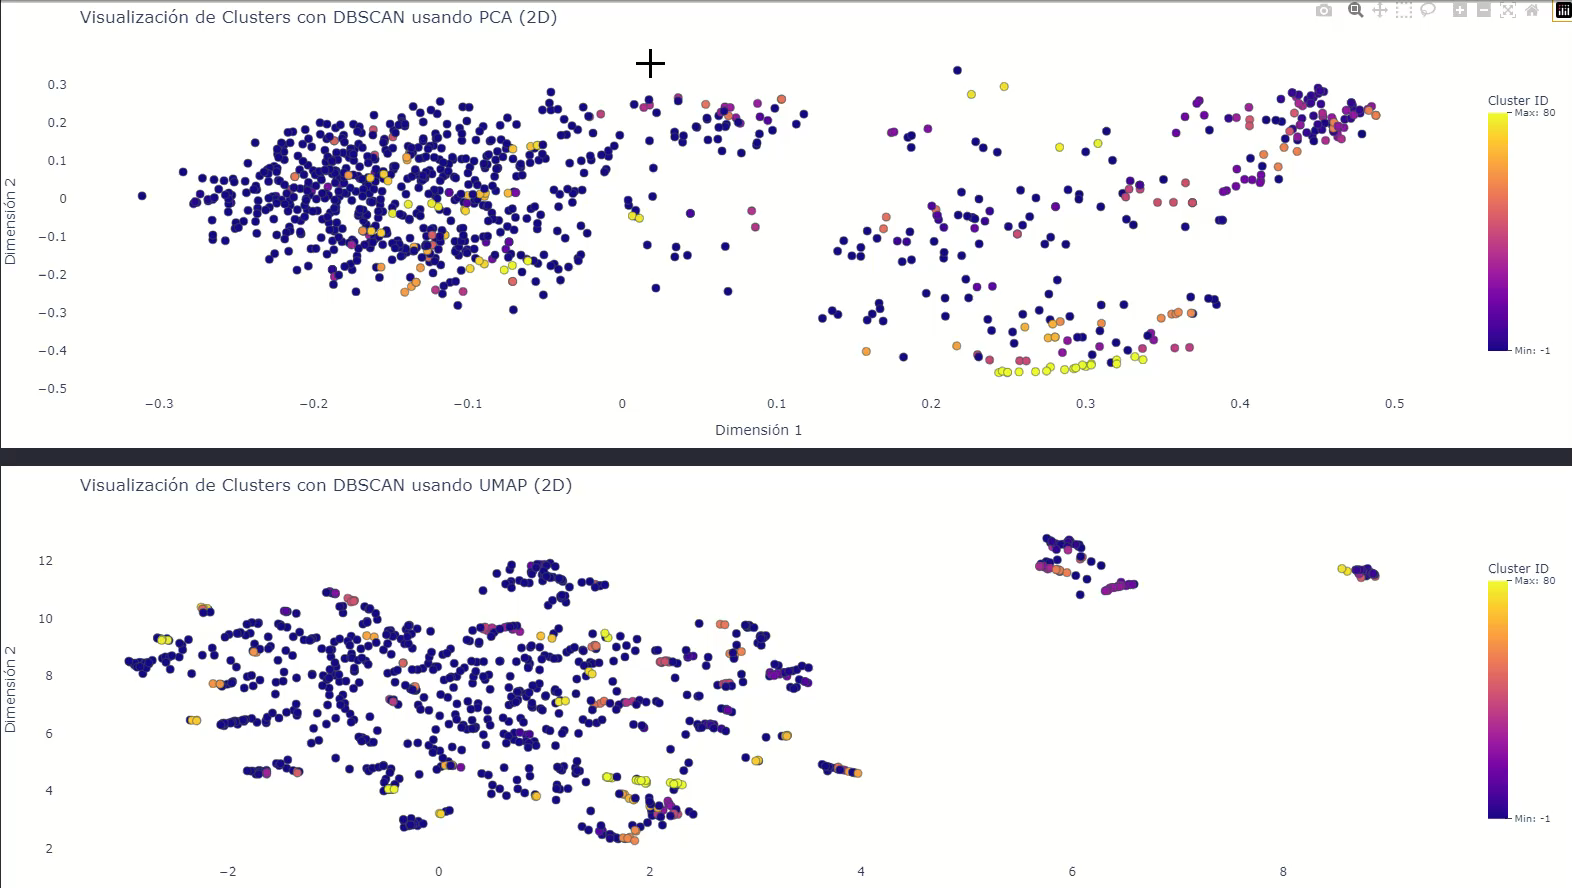 Visualización de Clusters con DBSCAN usando PCA (2D)
Dimensión 2
0.3
0.2
0.1
0
−0.1
−0.2
−0.3
−0.4
−0.5
−0.3
−0.2
−0.1
0
0.1
0.2
0.3
0.4
0.5
Dimensión 1
Cluster ID
Max: 80
Min: -1
Visualización de Clusters con DBSCAN usando UMAP (2D)
Dimensión 2
12
10
8
6
4
2
−2
0
2
4
6
8
Cluster ID
Max: 80
Min: -1